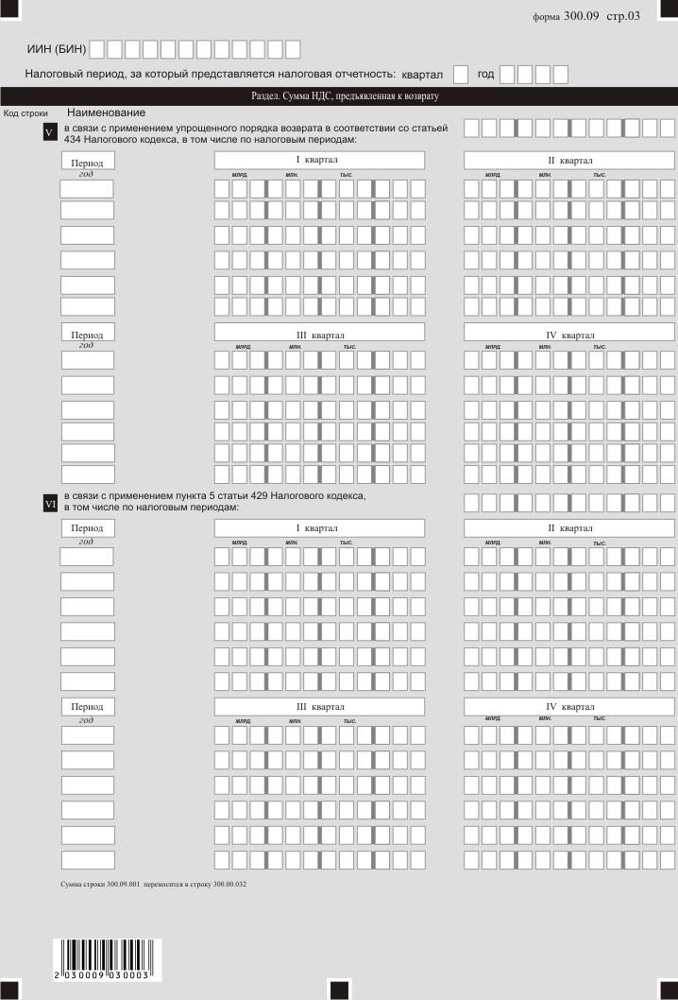 форма 300.09 стр.03
ИИН (БИН)
Налоговый период, за который представляется налоговая отчетность: квартал год
Раздел. Сумма НДС, предъявленная к возврату
Код строки Наименование
V в связи с применением упрощенного порядка возврата в соответствии со статьей
434 Налогового кодекса, в том числе по налоговым периодам:
Период I квартал II квартал
год МЛРД. МЛН. ТЫС. МЛРД. МЛН. ТЫС.
Период III квартал IV квартал
год МЛРД. МЛН. ТЫС. МЛРД. МЛН. ТЫС.
VI в связи с применением пункта 5 статьи 429 Налогового кодекса,
в том числе по налоговым периодам:
Период I квартал II квартал
год МЛРД. МЛН. ТЫС. МЛРД. МЛН. ТЫС.
Период III квартал IV квартал
год МЛРД. МЛН. ТЫС. МЛРД. МЛН. ТЫС.
Сумма строки 300.09.001 переносится в строку 300.00.032
2 030009 030003